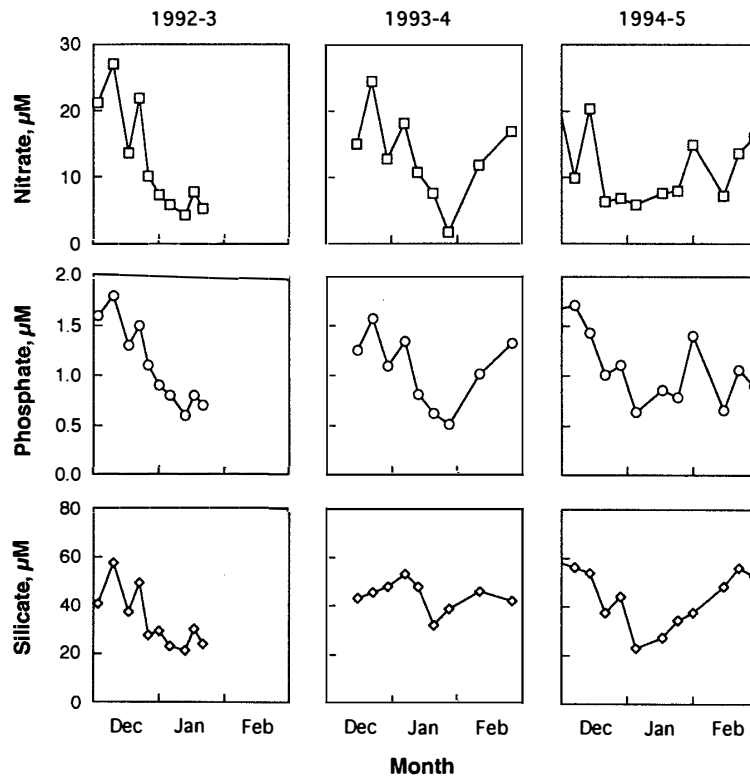 1992-3 1993-4 1994-5
30
20
10
0
Nitrate, µM
2.0
1.5
1.0
0.5
0.0
Phosphate, µM
80
60
40
20
0
Silicate, µM
Dec Jan Feb Dec Jan Feb Dec Jan Feb
Month